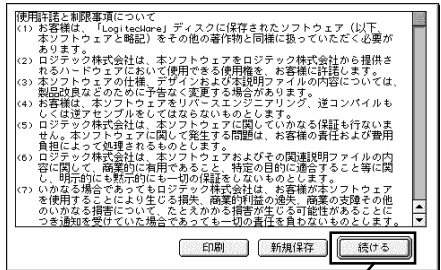 使用許諾と制限事項について
(1) お客様は、「Logitecware」ディスクに保存されたソフトウェア（以下、
本ソフトウェアと略記）をその他の著作物と同様に扱っていただく必要が
あります。
(2) ロジテック株式会社は、本ソフトウェアをロジテック株式会社から提供さ
れるハードウェアにおいて使用できる使用権を、お客様に許諾します。
(3) 本ソフトウェアの仕様、デザインおよび本説明ファイルの内容については、
製品改良などのために予告なく変更する場合があります。
(4) お客様は、本ソフトウェアをリバースエンジニアリング、逆コンパイルも
しくは逆アセンブルをしてはならないものとします。
(5) ロジテック株式会社は、本ソフトウェアに関していかなる保証も行ないま
せん。本ソフトウェアに関して発生する問題は、お客様の責任および費用
負担によって処理されるものとします。
(6) ロジテック株式会社は、本ソフトウェアおよびその関連説明ファイルの内
容に関して、商業的に有用であること、特定の目的に適合すること等に関
し、明示的にも黙示的にも一切の保証をしないものとします。
(7) いかなる場合であってもロジテック株式会社は、お客様が本ソフトウェア
を使用することにより生じる損失、商業的利益の逸失、商業の支障その他
のいかなる損害について、たとえかかる損害が生じる可能性があることに
つき通知を受けていた場合であっても一切の責任を負わないものとします。
印刷 新規保存 続ける